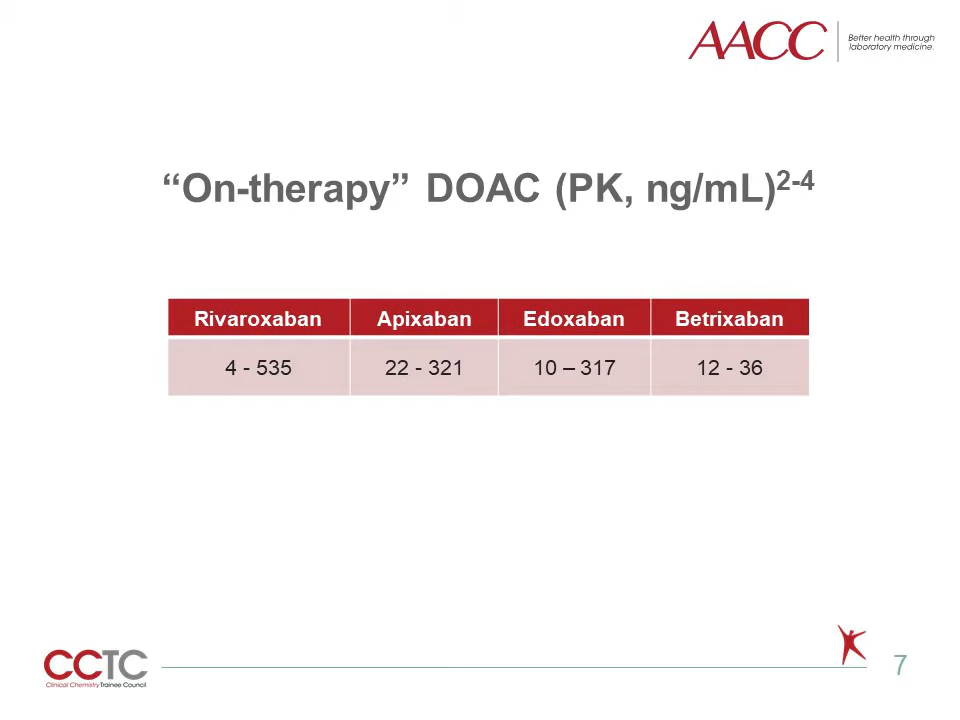 AACC
Better health through
laboratory medicine.
“On-therapy” DOAC (PK, ng/mL)2-4
Rivaroxaban Apixaban Edoxaban Betrixaban
4 - 535 22 - 321 10 – 317 12 - 36
CCTC
Clinical Chemistry Trainee Council
7